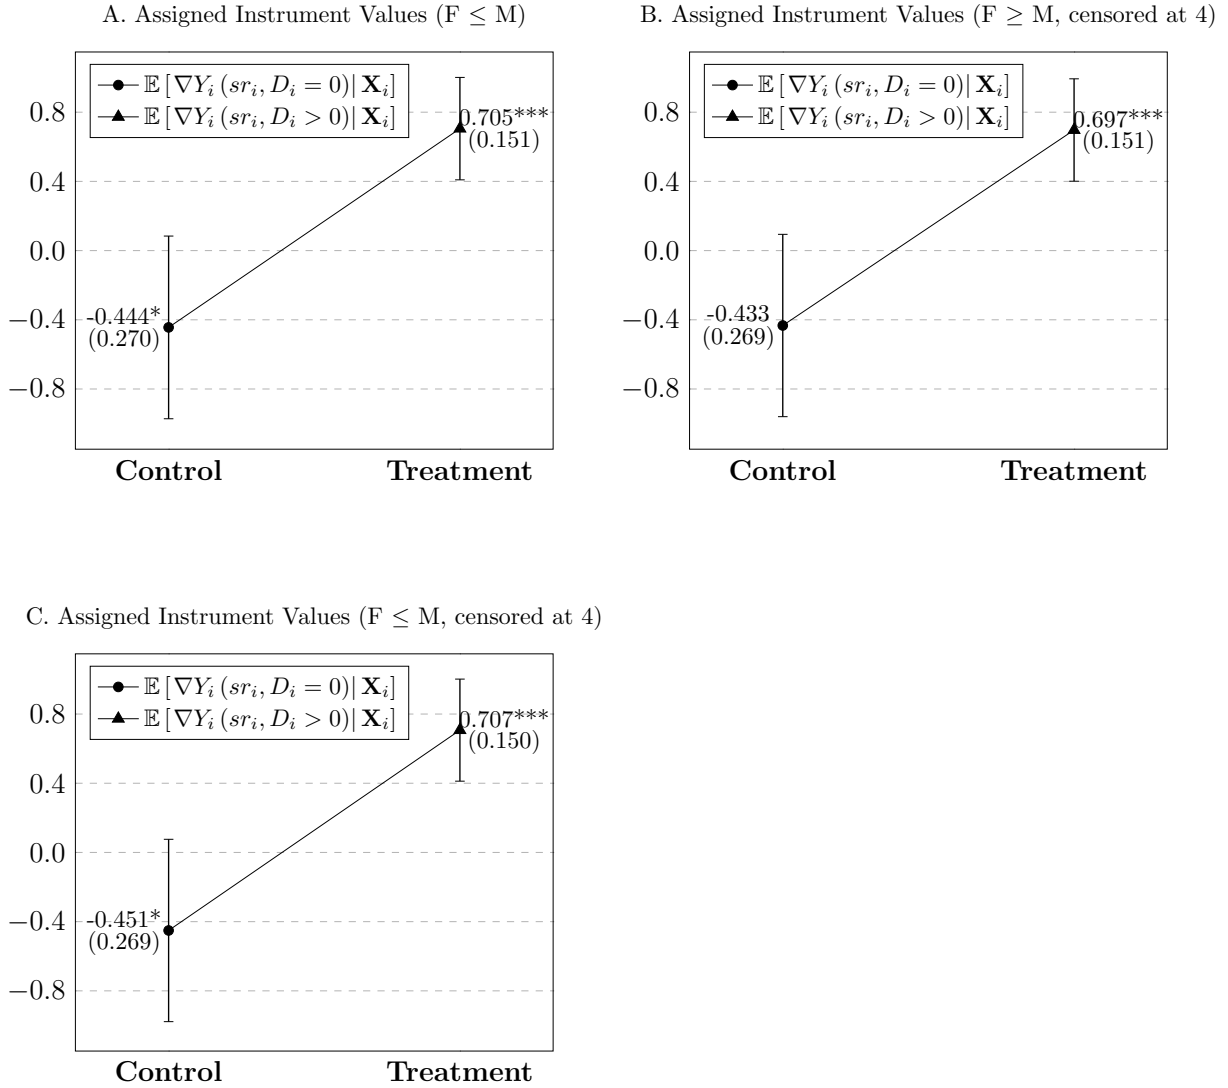 A. Assigned Instrument Values (F ≤ M)
𝔼 [∇Y_i (sr_i, D_i = 0)| X_i]
𝔼 [∇Y_i (sr_i, D_i > 0)| X_i]
0.8
0.4
0.0
−0.4
−0.8
0.705***
(0.151)
-0.444*
(0.270)
Control
Treatment
B. Assigned Instrument Values (F ≥ M, censored at 4)
𝔼 [∇Y_i (sr_i, D_i = 0)| X_i]
𝔼 [∇Y_i (sr_i, D_i > 0)| X_i]
0.8
0.4
0.0
−0.4
−0.8
0.697***
(0.151)
-0.433
(0.269)
Control
Treatment
C. Assigned Instrument Values (F ≤ M, censored at 4)
𝔼 [∇Y_i (sr_i, D_i = 0)| X_i]
𝔼 [∇Y_i (sr_i, D_i > 0)| X_i]
0.8
0.4
0.0
−0.4
−0.8
0.707***
(0.150)
-0.451*
(0.269)
Control
Treatment